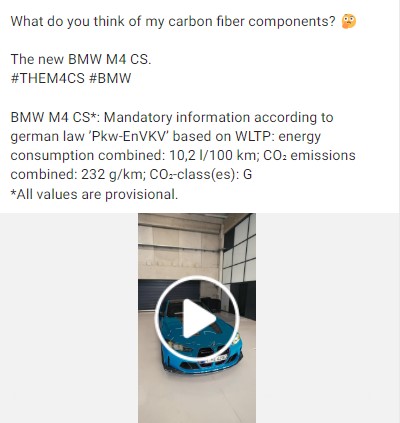 What do you think of my carbon fiber components? 🤔
The new BMW M4 CS.
#THEM4CS #BMW
BMW M4 CS*: Mandatory information according to
german law ‘Pkw-EnVKV’ based on WLTP: energy
consumption combined: 10,2 l/100 km; CO₂ emissions
combined: 232 g/km; CO₂-class(es): G
*All values are provisional.